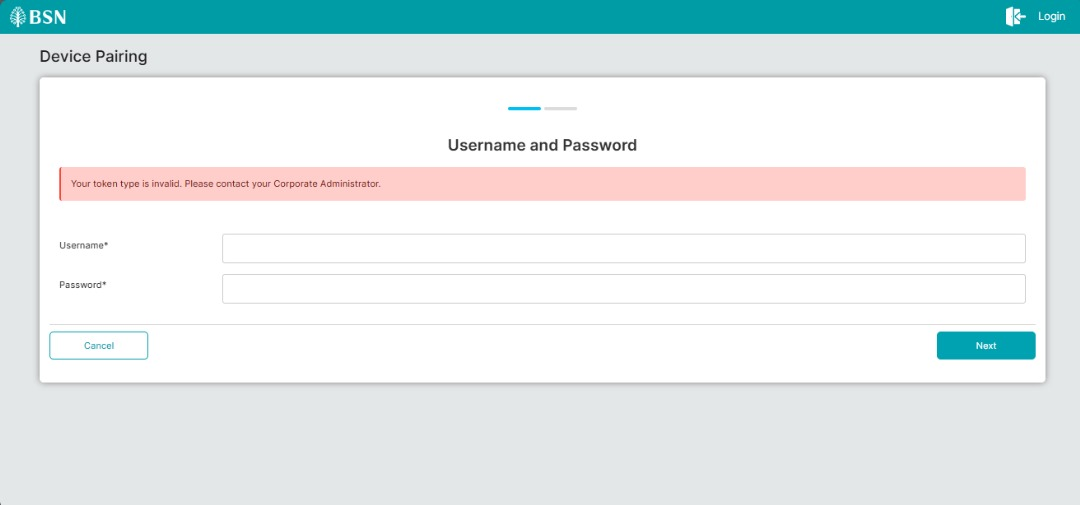 BSN
Login
Device Pairing
Username and Password
Your token type is invalid. Please contact your Corporate Administrator.
Username*
Password*
Cancel
Next